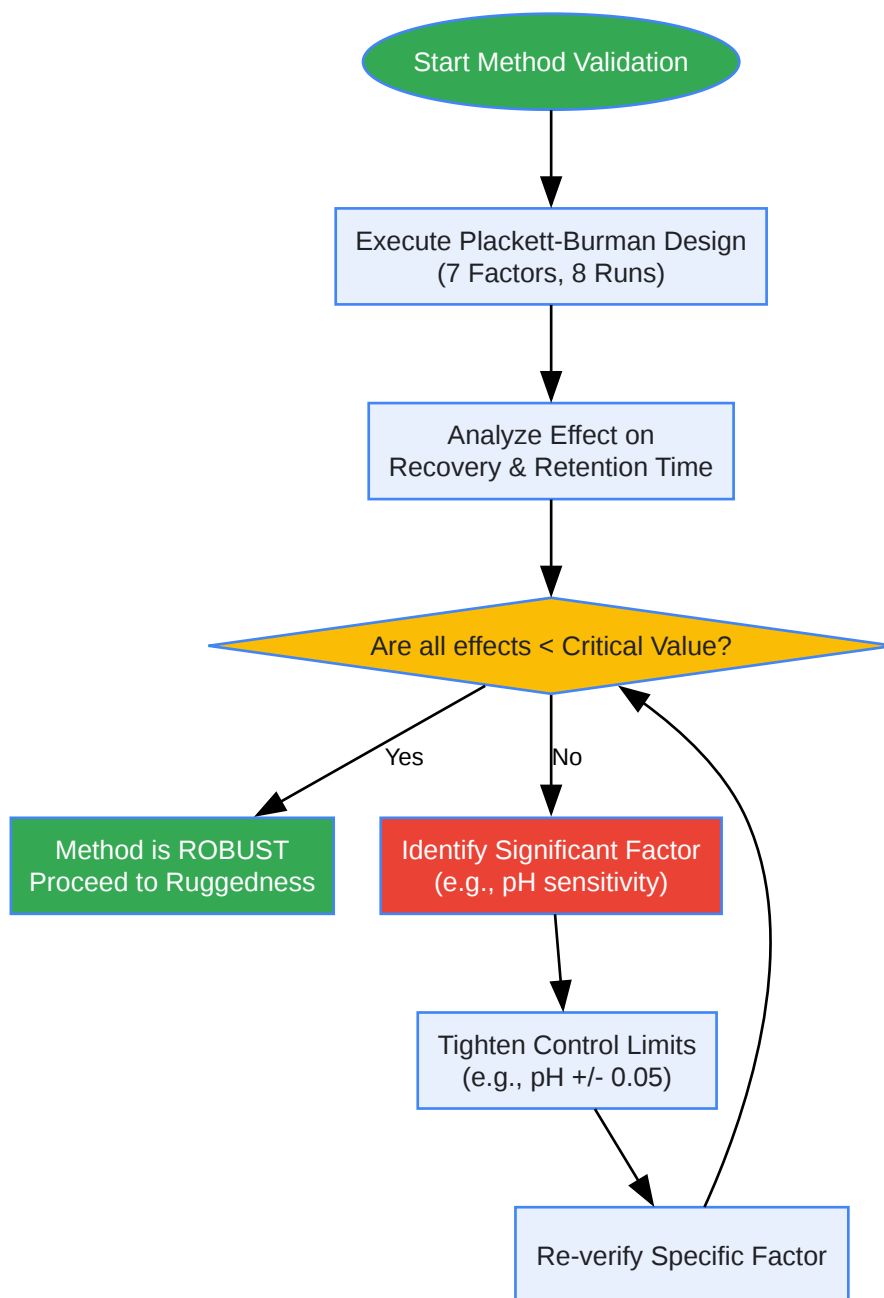 Start Method Validation
Execute Plackett-Burman Design
(7 Factors, 8 Runs)
Analyze Effect on
Recovery & Retention Time
Are all effects < Critical Value?
Yes
No
Method is ROBUST
Proceed to Ruggedness
Identify Significant Factor
(e.g., pH sensitivity)
Tighten Control Limits
(e.g., pH +/- 0.05)
Re-verify Specific Factor